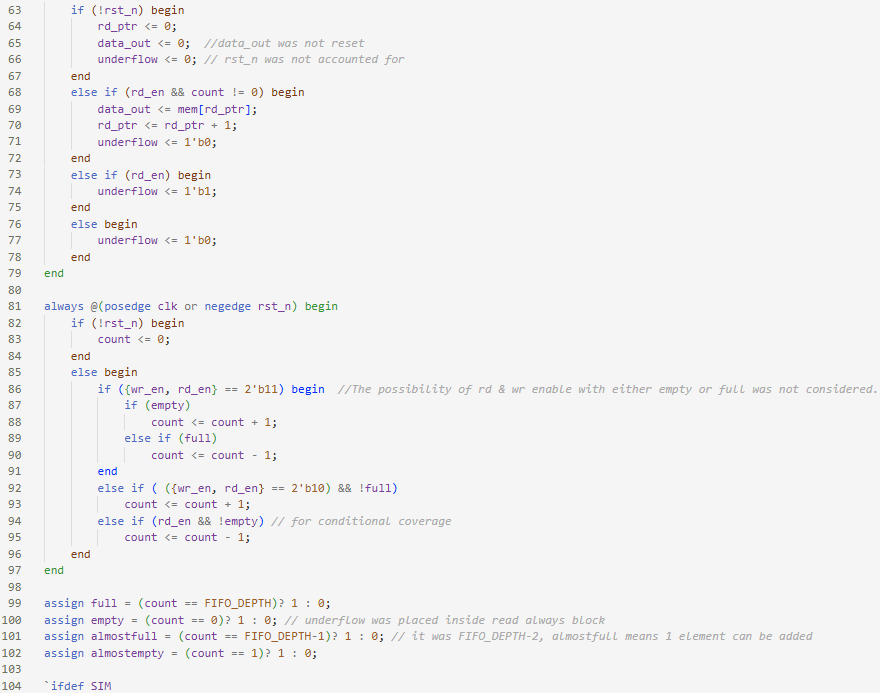 63 if (!rst_n) begin
64 rd_ptr <= 0;
65 data_out <= 0; //data_out was not reset
66 underflow <= 0; // rst_n was not accounted for
67 end
68 else if (rd_en && count != 0) begin
69 data_out <= mem[rd_ptr];
70 rd_ptr <= rd_ptr + 1;
71 underflow <= 1'b0;
72 end
73 else if (rd_en) begin
74 underflow <= 1'b1;
75 end
76 else begin
77 underflow <= 1'b0;
78 end
79 end
80
81 always @(posedge clk or negedge rst_n) begin
82 if (!rst_n) begin
83 count <= 0;
84 end
85 else begin
86 if ({wr_en, rd_en} == 2'b11) begin //The possibility of rd & wr enable with either empty or full was not considered.
87 if (empty)
88 count <= count + 1;
89 else if (full)
90 count <= count - 1;
91 end
92 else if ( ({wr_en, rd_en} == 2'b10) && !full)
93 count <= count + 1;
94 else if (rd_en && !empty) // for conditional coverage
95 count <= count - 1;
96 end
97 end
98
99 assign full = (count == FIFO_DEPTH)? 1 : 0;
100 assign empty = (count == 0)? 1 : 0; // underflow was placed inside read always block
101 assign almostfull = (count == FIFO_DEPTH-1)? 1 : 0; // it was FIFO_DEPTH-2, almostfull means 1 element can be added
102 assign almostempty = (count == 1)? 1 : 0;
103
104 `ifdef SIM